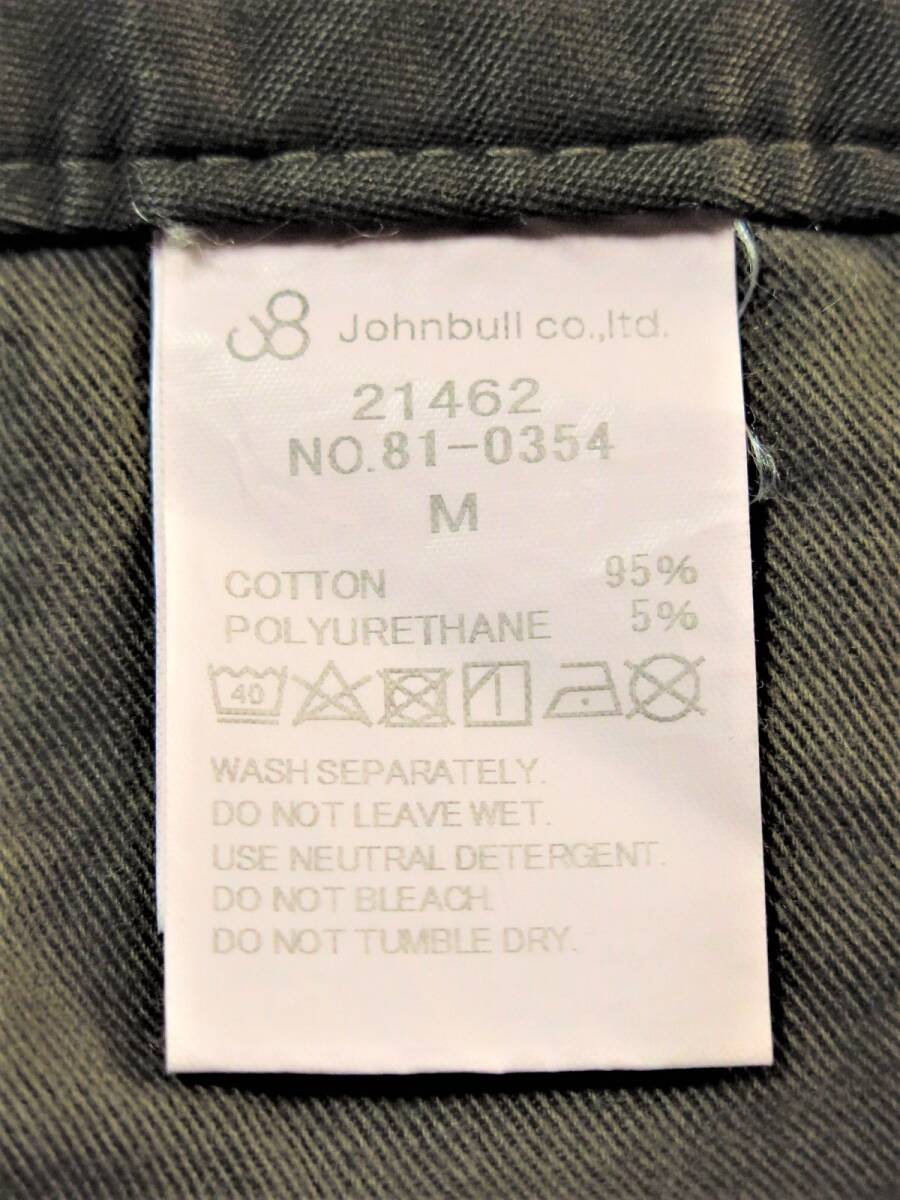 Johnbull co.,ltd.
21462
NO.81-0354
M
COTTON 95%
POLYURETHANE 5%
40
WASH SEPARATELY.
DO NOT LEAVE WET.
USE NEUTRAL DETERGENT.
DO NOT BLEACH.
DO NOT TUMBLE DRY.